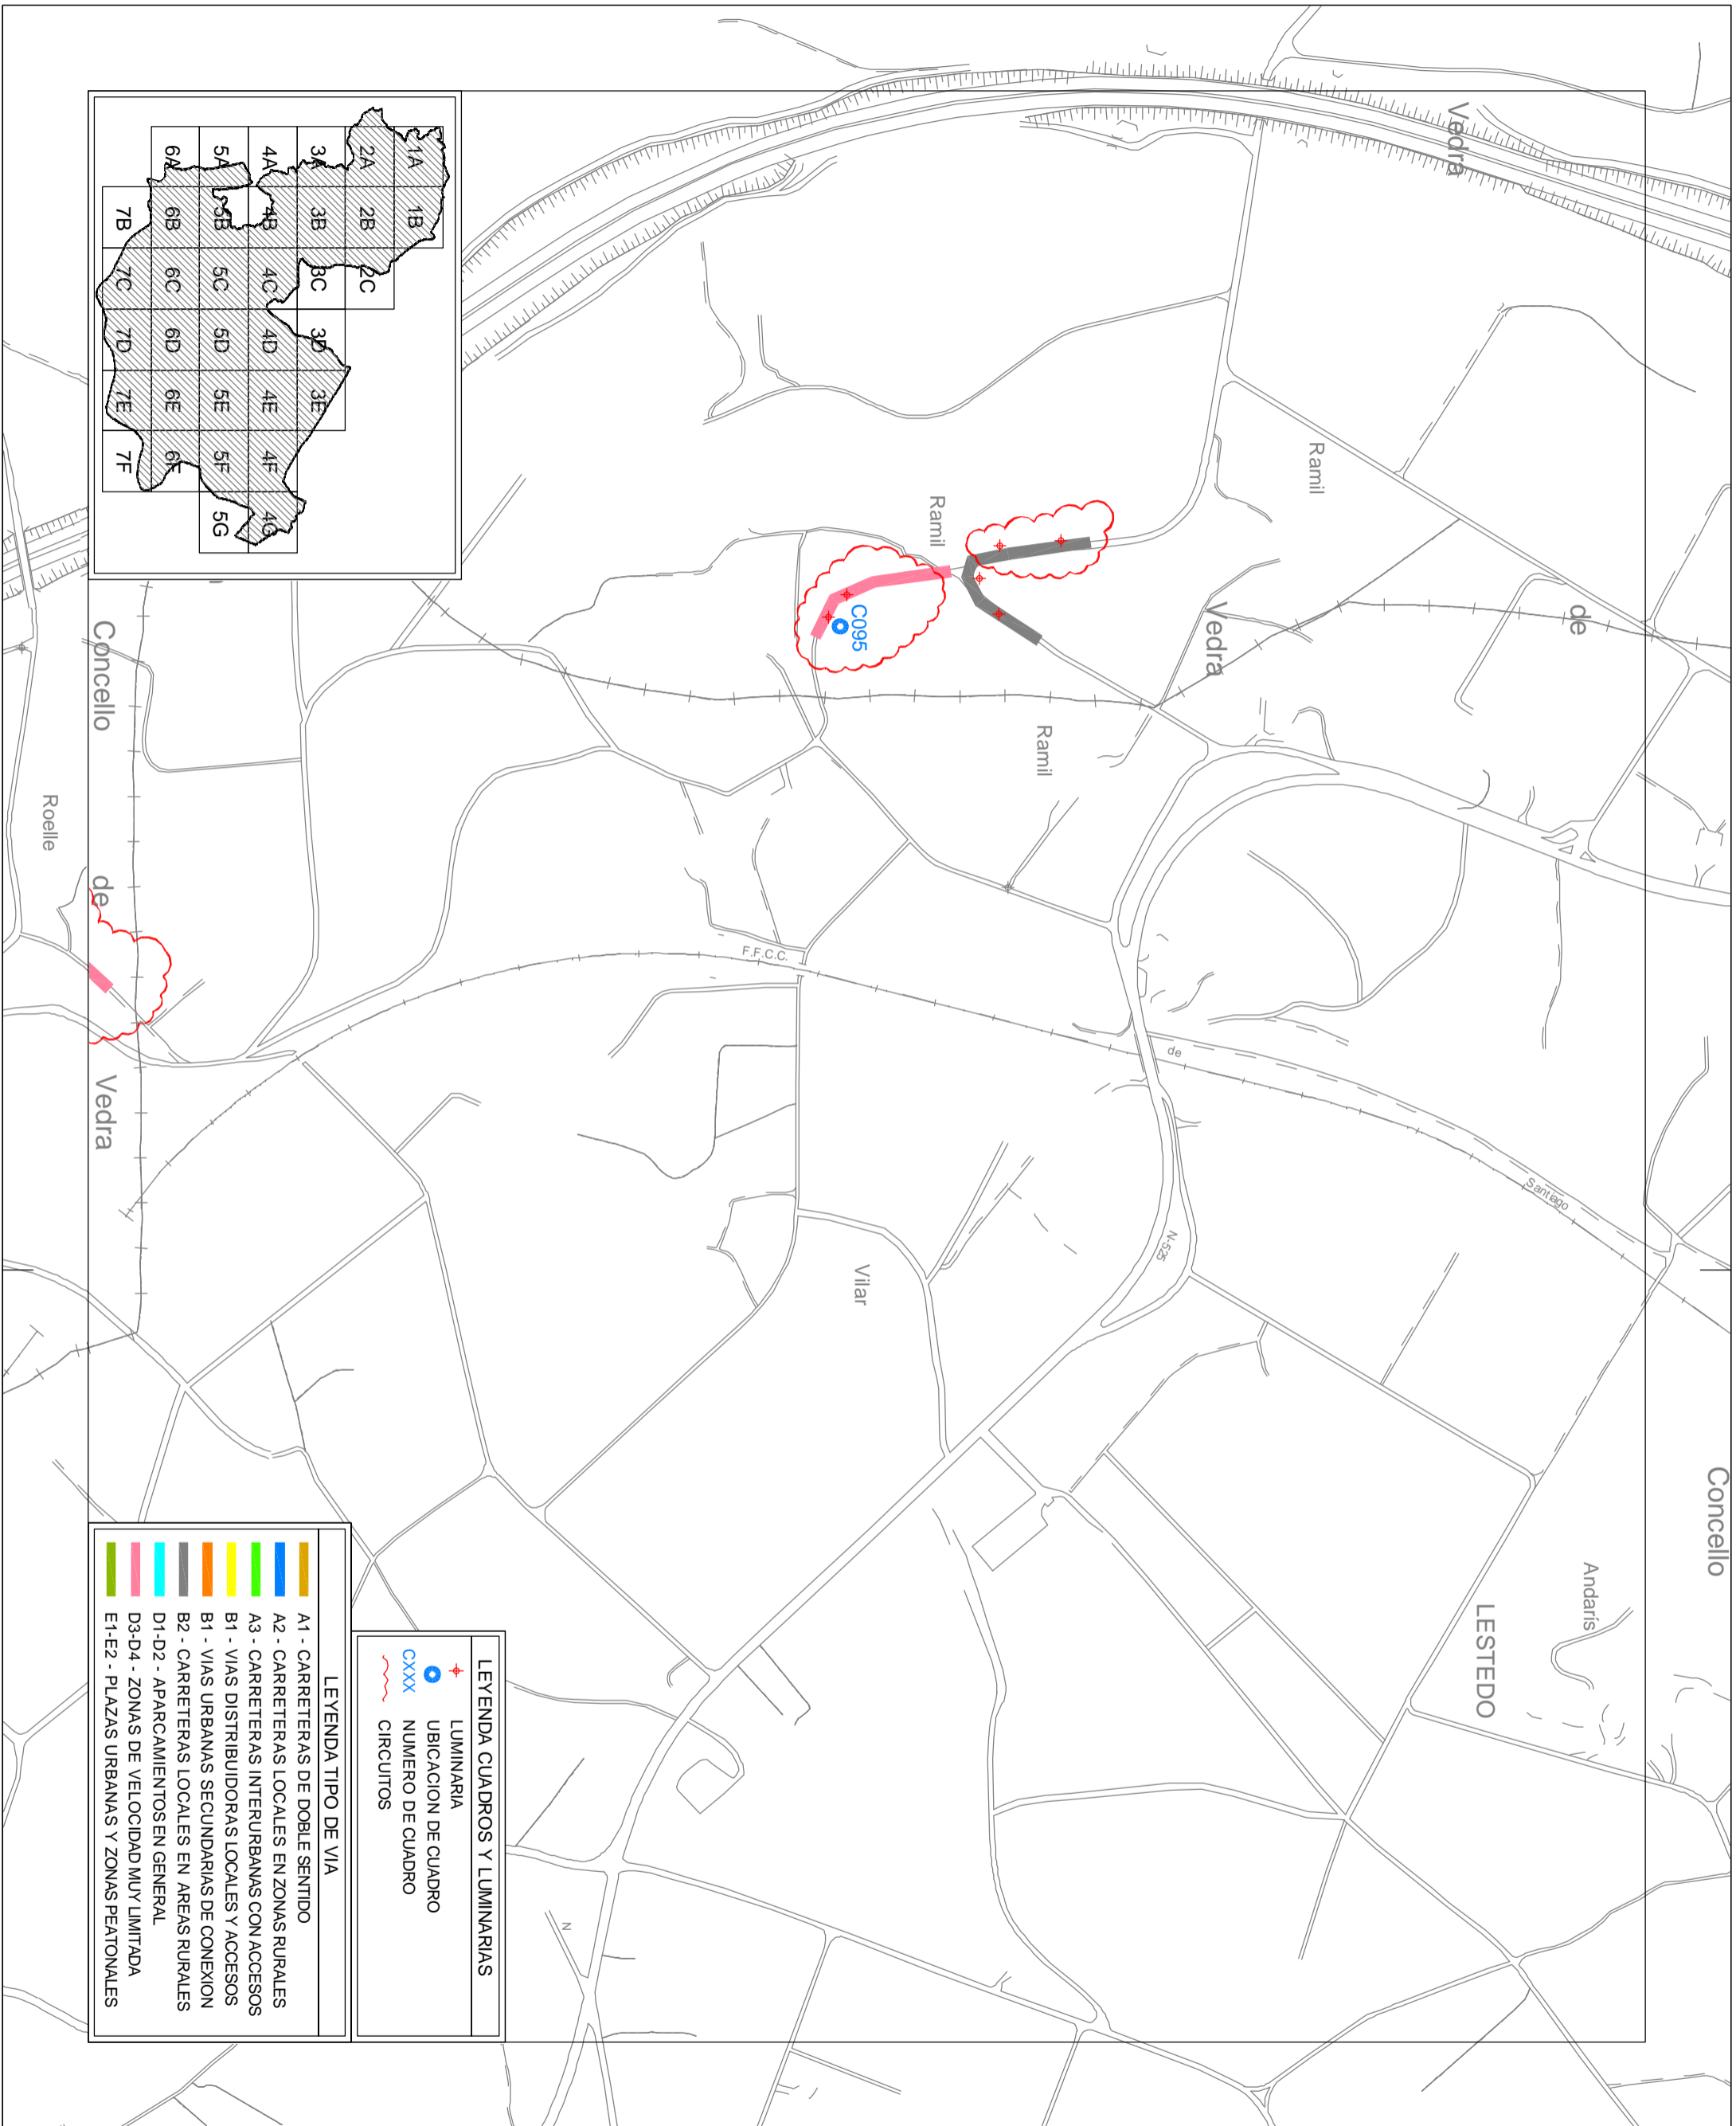 Vedra
Ramil
de
Vedra
Ramil
C095
Ramil
Concello
de
Vedra
Roelle
F.F.C.C.
de
Santiago
N-525
Vilar
Concello
Andarís
LESTEDO
N
1A 1B
2A 2B 2C
3A 3B 3C 3D 3E
4A 4B 4C 4D 4E 4F 4G
5A 5B 5C 5D 5E 5F 5G
6A 6B 6C 6D 6E 6F
7B 7C 7D 7E 7F
LEYENDA CUADROS Y LUMINARIAS
LUMINARIA
UBICACION DE CUADRO
CXXX NUMERO DE CUADRO
CIRCUITOS
LEYENDA TIPO DE VIA
A1 - CARRETERAS DE DOBLE SENTIDO
A2 - CARRETERAS LOCALES EN ZONAS RURALES
A3 - CARRETERAS INTERURBANAS CON ACCESOS
B1 - VIAS DISTRIBUIDORAS LOCALES Y ACCESOS
B1 - VIAS URBANAS SECUNDARIAS DE CONEXION
B2 - CARRETERAS LOCALES EN AREAS RURALES
D1-D2 - APARCAMIENTOS EN GENERAL
D3-D4 - ZONAS DE VELOCIDAD MUY LIMITADA
E1-E2 - PLAZAS URBANAS Y ZONAS PEATONALES